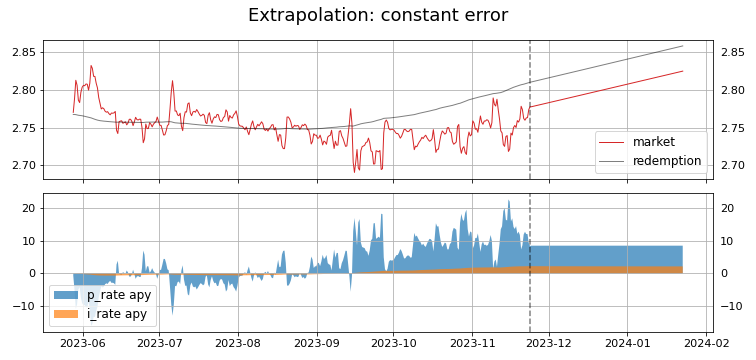 Extrapolation: constant error
2.85 2.85
2.80 2.80
2.75 2.75
2.70 2.70
market
redemption
20 20
10 10
0 0
−10 −10
p_rate apy
i_rate apy
2023-06 2023-07 2023-08 2023-09 2023-10 2023-11 2023-12 2024-01 2024-02